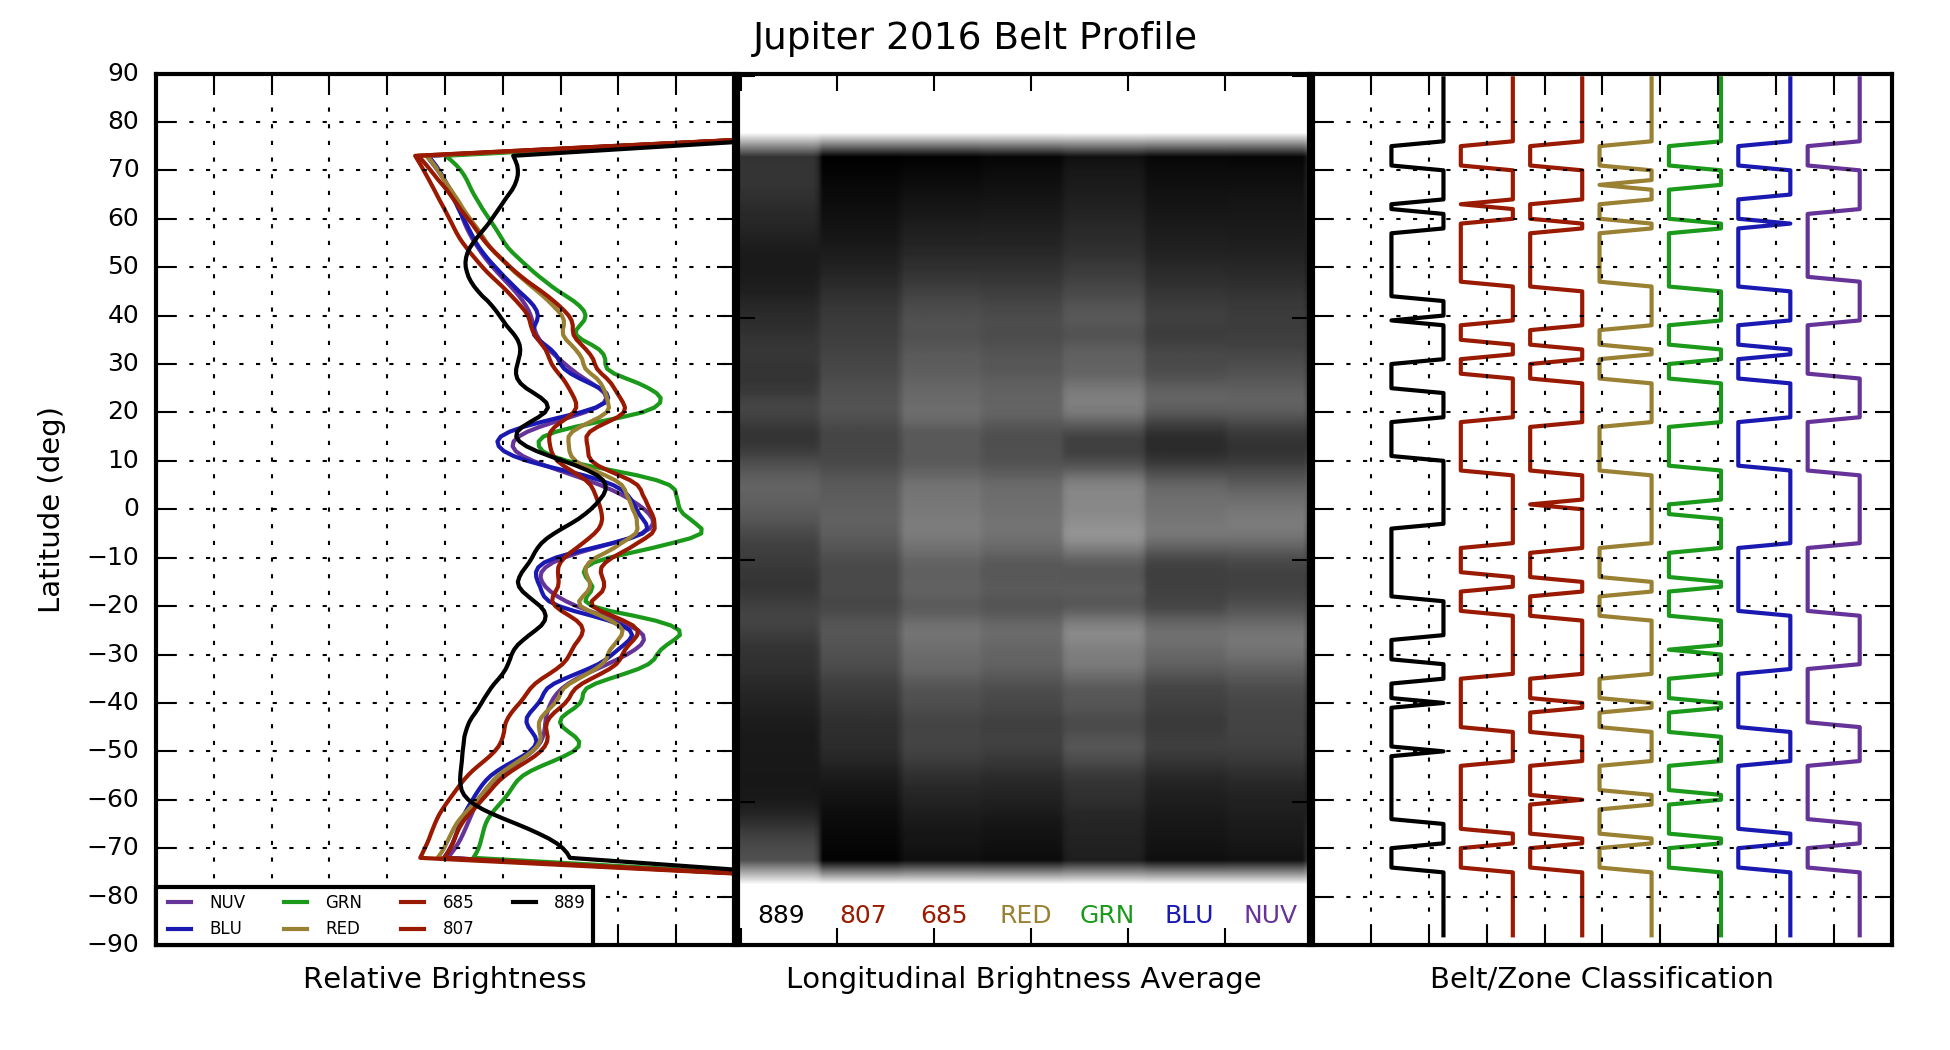 Jupiter 2016 Belt Profile
90
80
70
60
50
40
30
20
10
0
−10
−20
−30
−40
−50
−60
−70
−80
−90
Latitude (deg)
NUV GRN 685 889
BLU RED 807
889 807 685 RED GRN BLU NUV
Relative Brightness
Longitudinal Brightness Average
Belt/Zone Classification